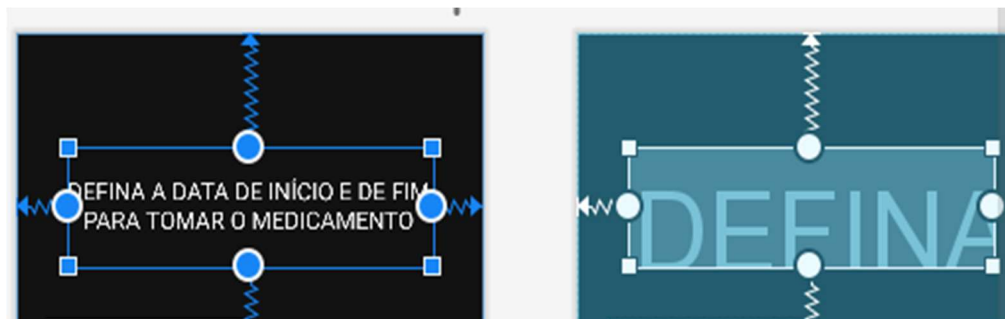 DEFINA A DATA DE INÍCIO E DE FIM
PARA TOMAR O MEDICAMENTO
DEFINA